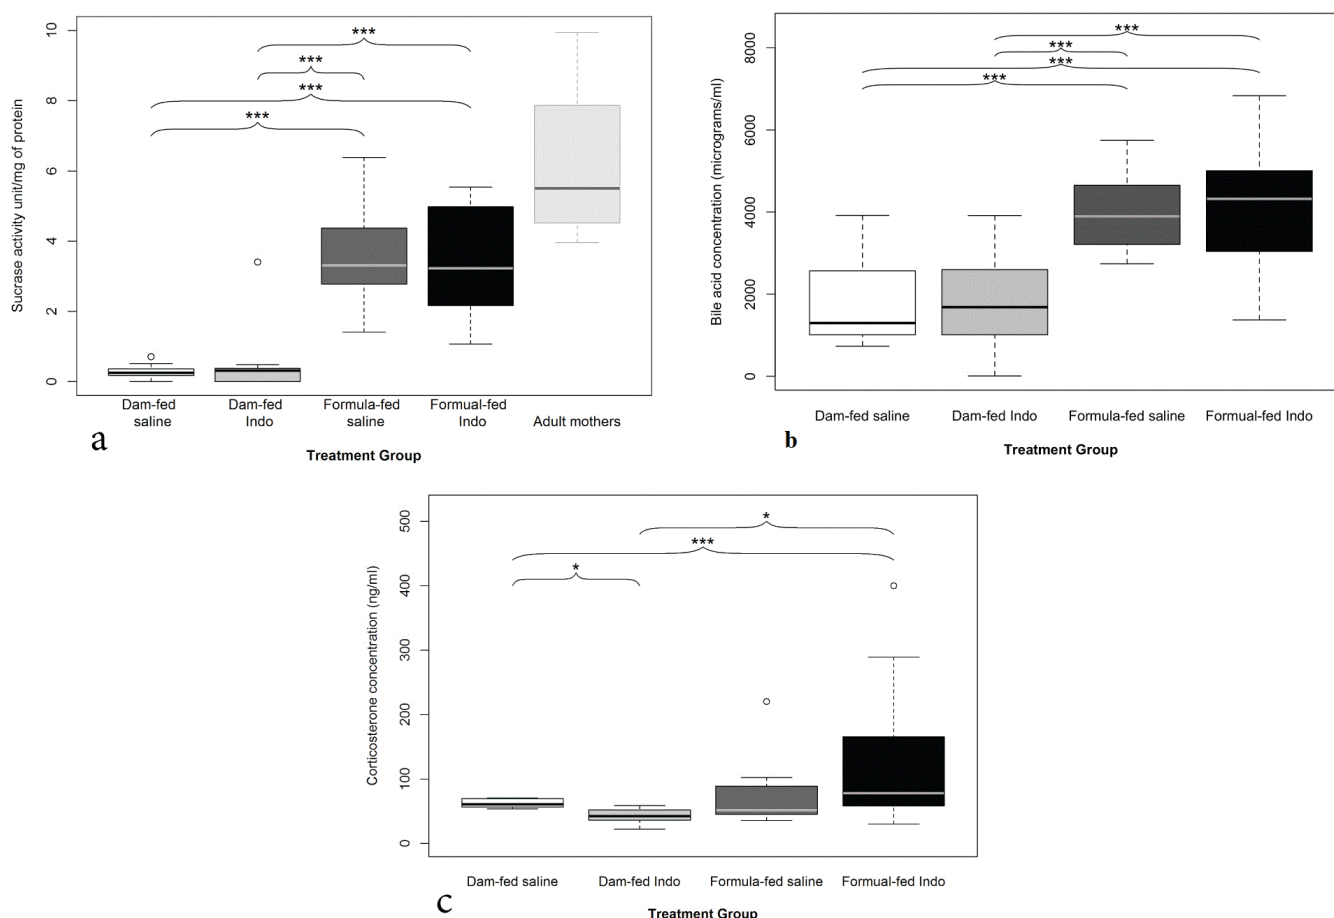 10
8
6
4
2
0
Sucrase activity unit/mg of protein
***
***
***
***
Dam-fed
saline
Dam-fed
Indo
Formula-fed
saline
Formual-fed
Indo
Adult mothers
a
Treatment Group
8000
6000
4000
2000
0
Bile acid concentration (micrograms/ml)
***
***
***
***
Dam-fed saline
Dam-fed Indo
Formula-fed saline
Formual-fed Indo
b
Treatment Group
500
400
300
200
100
0
Corticosterone concentration (ng/ml)
*
***
*
Dam-fed saline
Dam-fed Indo
Formula-fed saline
Formual-fed Indo
c
Treatment Group